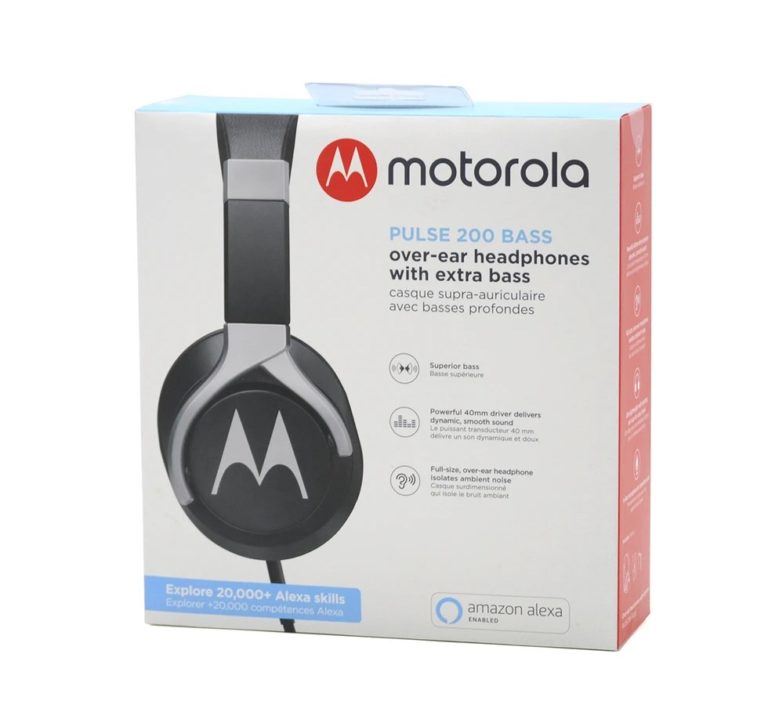 motorola
PULSE 200 BASS
over-ear headphones
with extra bass
casque supra-auriculaire
avec basses profondes
Superior bass
Basse supérieure
Powerful 40mm driver delivers
dynamic, smooth sound
Le puissant transducteur 40 mm
délivre un son dynamique et doux
Full-size, over-ear headphone
isolates ambient noise
Casque surdimensionné
qui isole le bruit ambiant
Explore 20,000+ Alexa skills
Explorer +20,000 compétences Alexa
amazon alexa
ENABLED